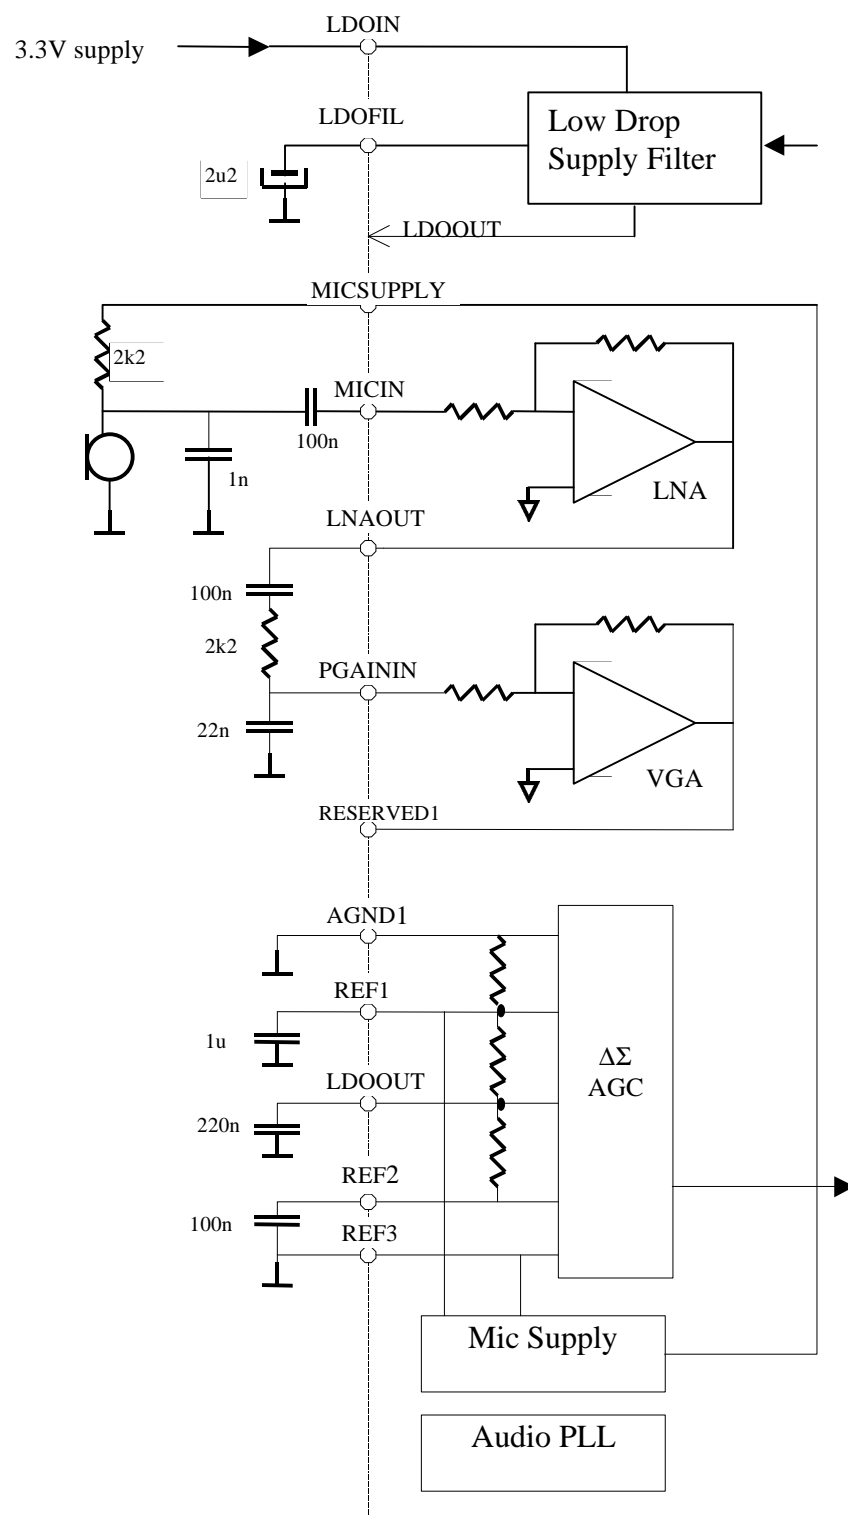 LDOIN
3.3V supply
LDOFIL
Low Drop
Supply Filter
2u2
LDOOUT
MICSUPPLY
2k2
MICIN
100n
1n
LNA
LNAOUT
100n
2k2
PGAININ
22n
VGA
RESERVED1
AGND1
REF1
1u
ΔΣ
AGC
LDOOUT
220n
REF2
100n
REF3
Mic Supply
Audio PLL